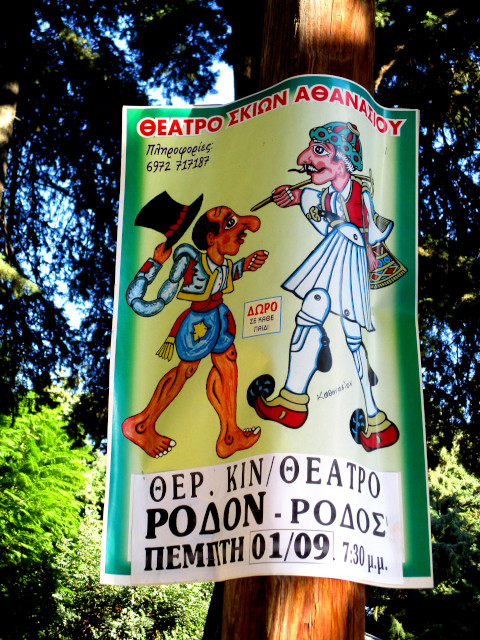 ΘΕΑΤΡΟ ΣΚΙΩΝ ΑΘΑΝΑΣΙΟΥ
Πληροφορίες:
6972 717187
ΔΩΡΟ
ΣΕ ΚΑΘΕ
ΠΑΙΔΙ
ΘΕΡ. ΚΙΝ/ΘΕΑΤΡΟ
ΡΟΔΟΝ - ΡΟΔΟΣ
ΠΕΜΠΤΗ 01/09 7:30 μ.μ.